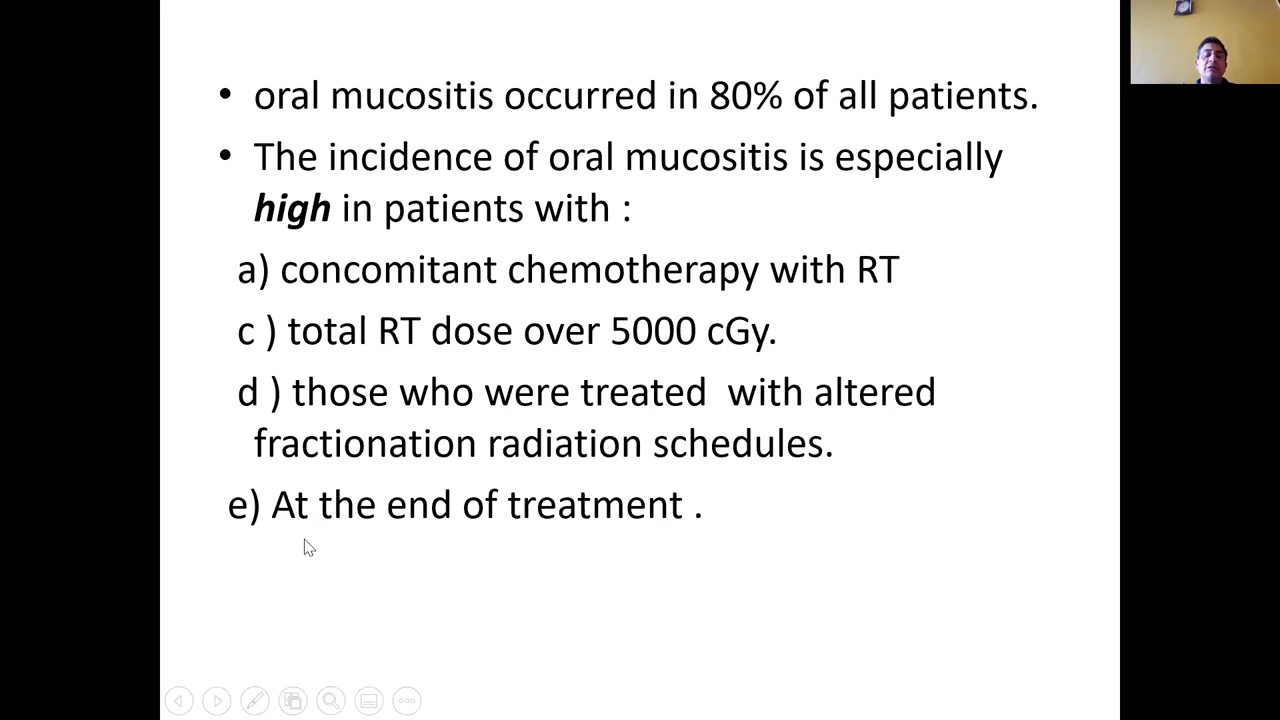 • oral mucositis occurred in 80% of all patients.
• The incidence of oral mucositis is especially
high in patients with :
a) concomitant chemotherapy with RT
c ) total RT dose over 5000 cGy.
d ) those who were treated  with altered
fractionation radiation schedules.
e) At the end of treatment .